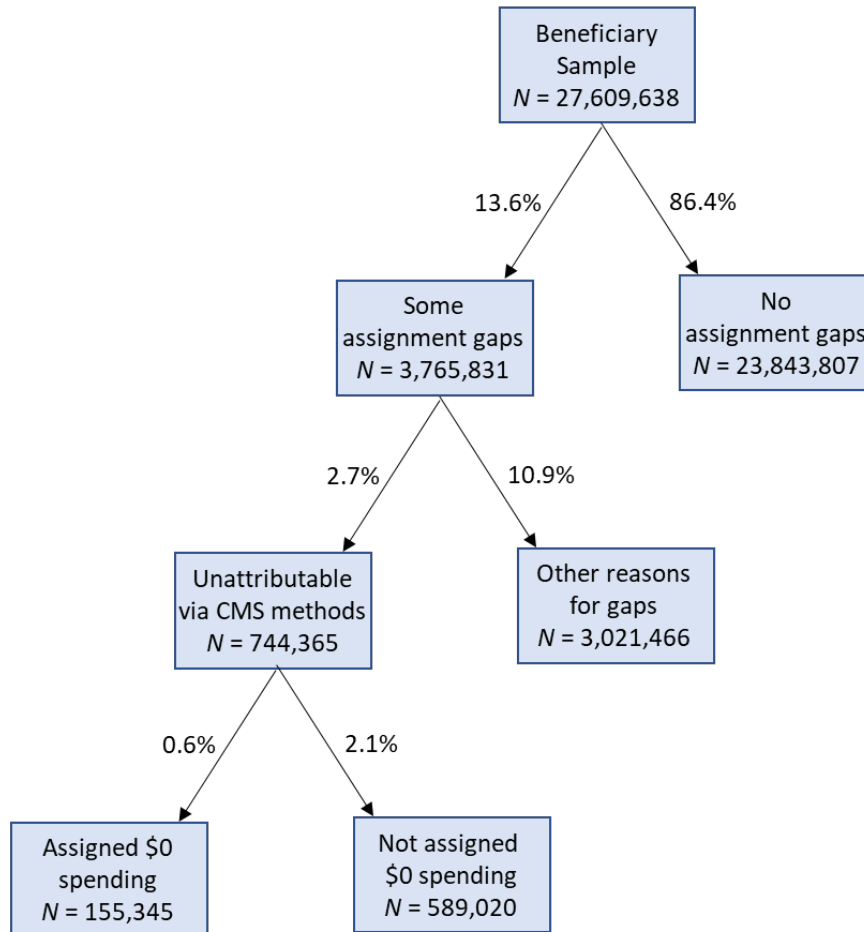 Beneficiary
Sample
N = 27,609,638
13.6%
86.4%
Some
assignment gaps
N = 3,765,831
No
assignment gaps
N = 23,843,807
2.7%
10.9%
Unattributable
via CMS methods
N = 744,365
Other reasons
for gaps
N = 3,021,466
0.6%
2.1%
Assigned $0
spending
N = 155,345
Not assigned
$0 spending
N = 589,020